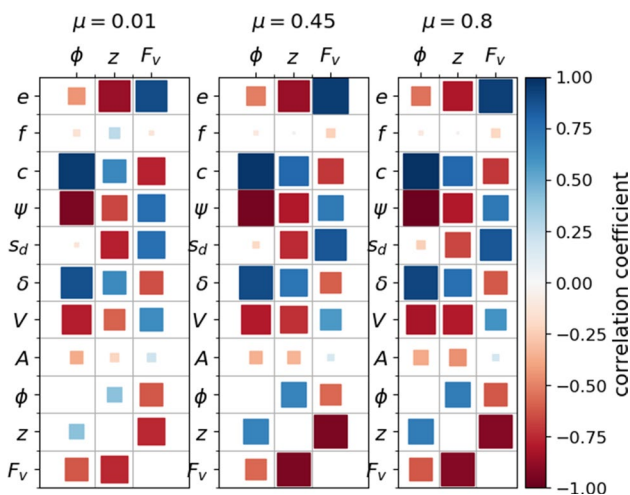 μ = 0.01 μ = 0.45 μ = 0.8
ϕ z F_v ϕ z F_v ϕ z F_v
e e e 1.00
f f f 0.75
c c c 0.50
ψ ψ ψ 0.25
s_d s_d s_d 0.00
δ δ δ −0.25
V V V −0.50
A A A −0.75
ϕ ϕ ϕ −1.00
z z z
F_v F_v F_v
correlation coefficient